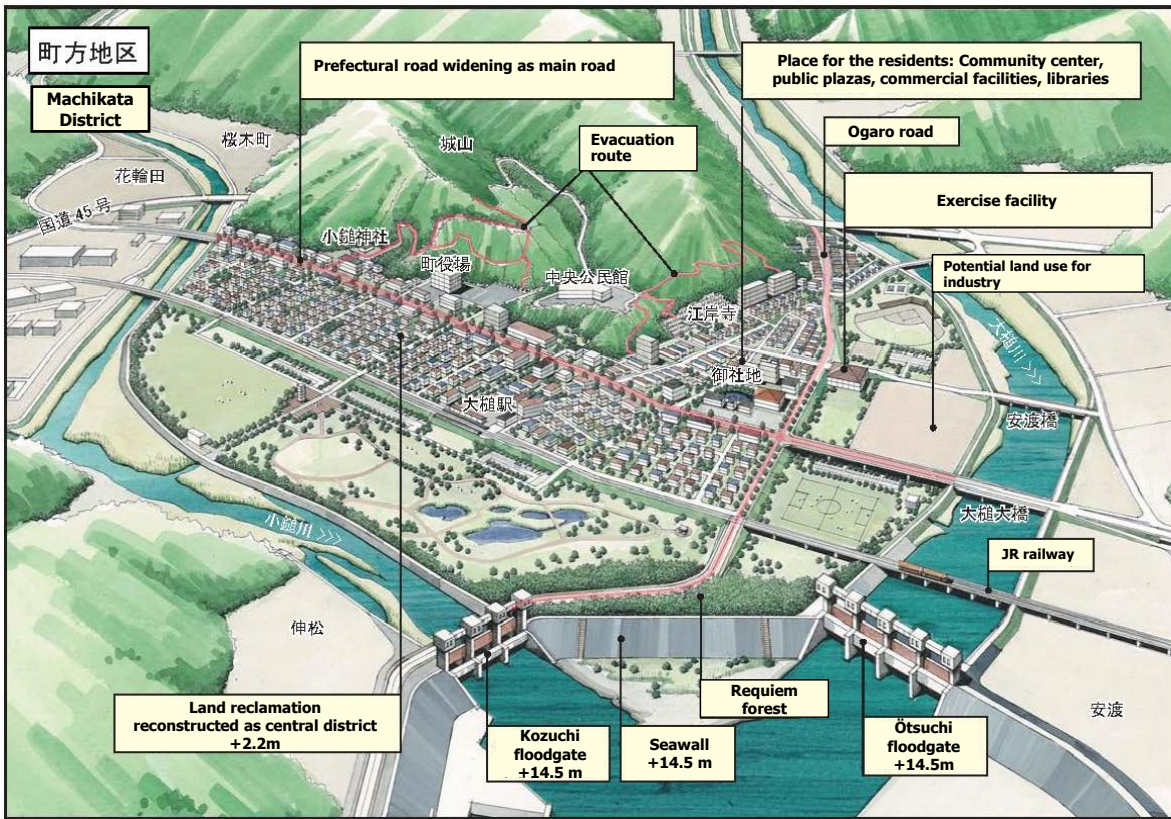 町方地区
Machikata
District
Prefectural road widening as main road
Place for the residents: Community center,
public plazas, commercial facilities, libraries
Evacuation
route
Ogaro road
Exercise facility
Potential land use for
industry
桜木町
花輪田
国道45号
城山
小鎚神社
町役場
中央公民館
江岸寺
御社地
大槌駅
大槌川 >>>
安渡橋
大槌大橋
JR railway
小鎚川 >>>
伸松
安渡
Land reclamation
reconstructed as central district
+2.2m
Kozuchi
floodgate
+14.5 m
Seawall
+14.5 m
Requiem
forest
Ötsuchi
floodgate
+14.5m